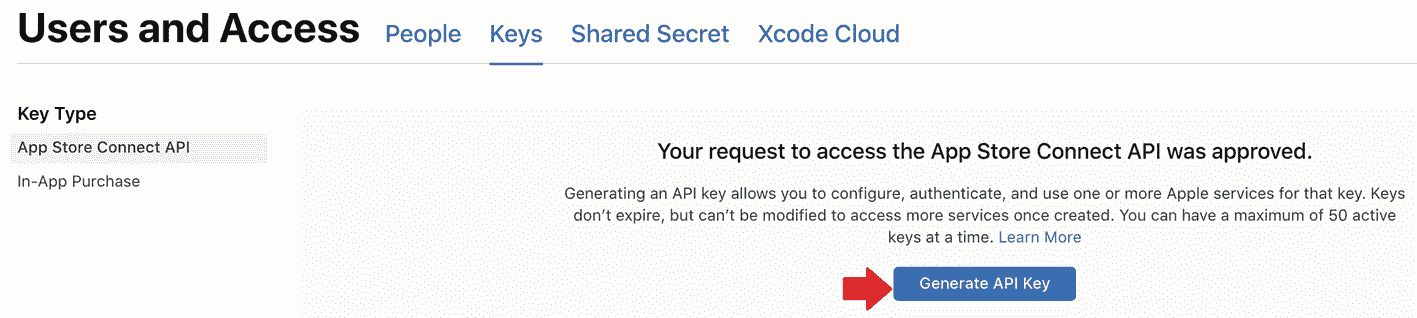 Users and Access People Keys Shared Secret Xcode Cloud
Key Type
App Store Connect API
In-App Purchase
Your request to access the App Store Connect API was approved.
Generating an API key allows you to configure, authenticate, and use one or more Apple services for that key. Keys
don’t expire, but can’t be modified to access more services once created. You can have a maximum of 50 active
keys at a time. Learn More
Generate API Key